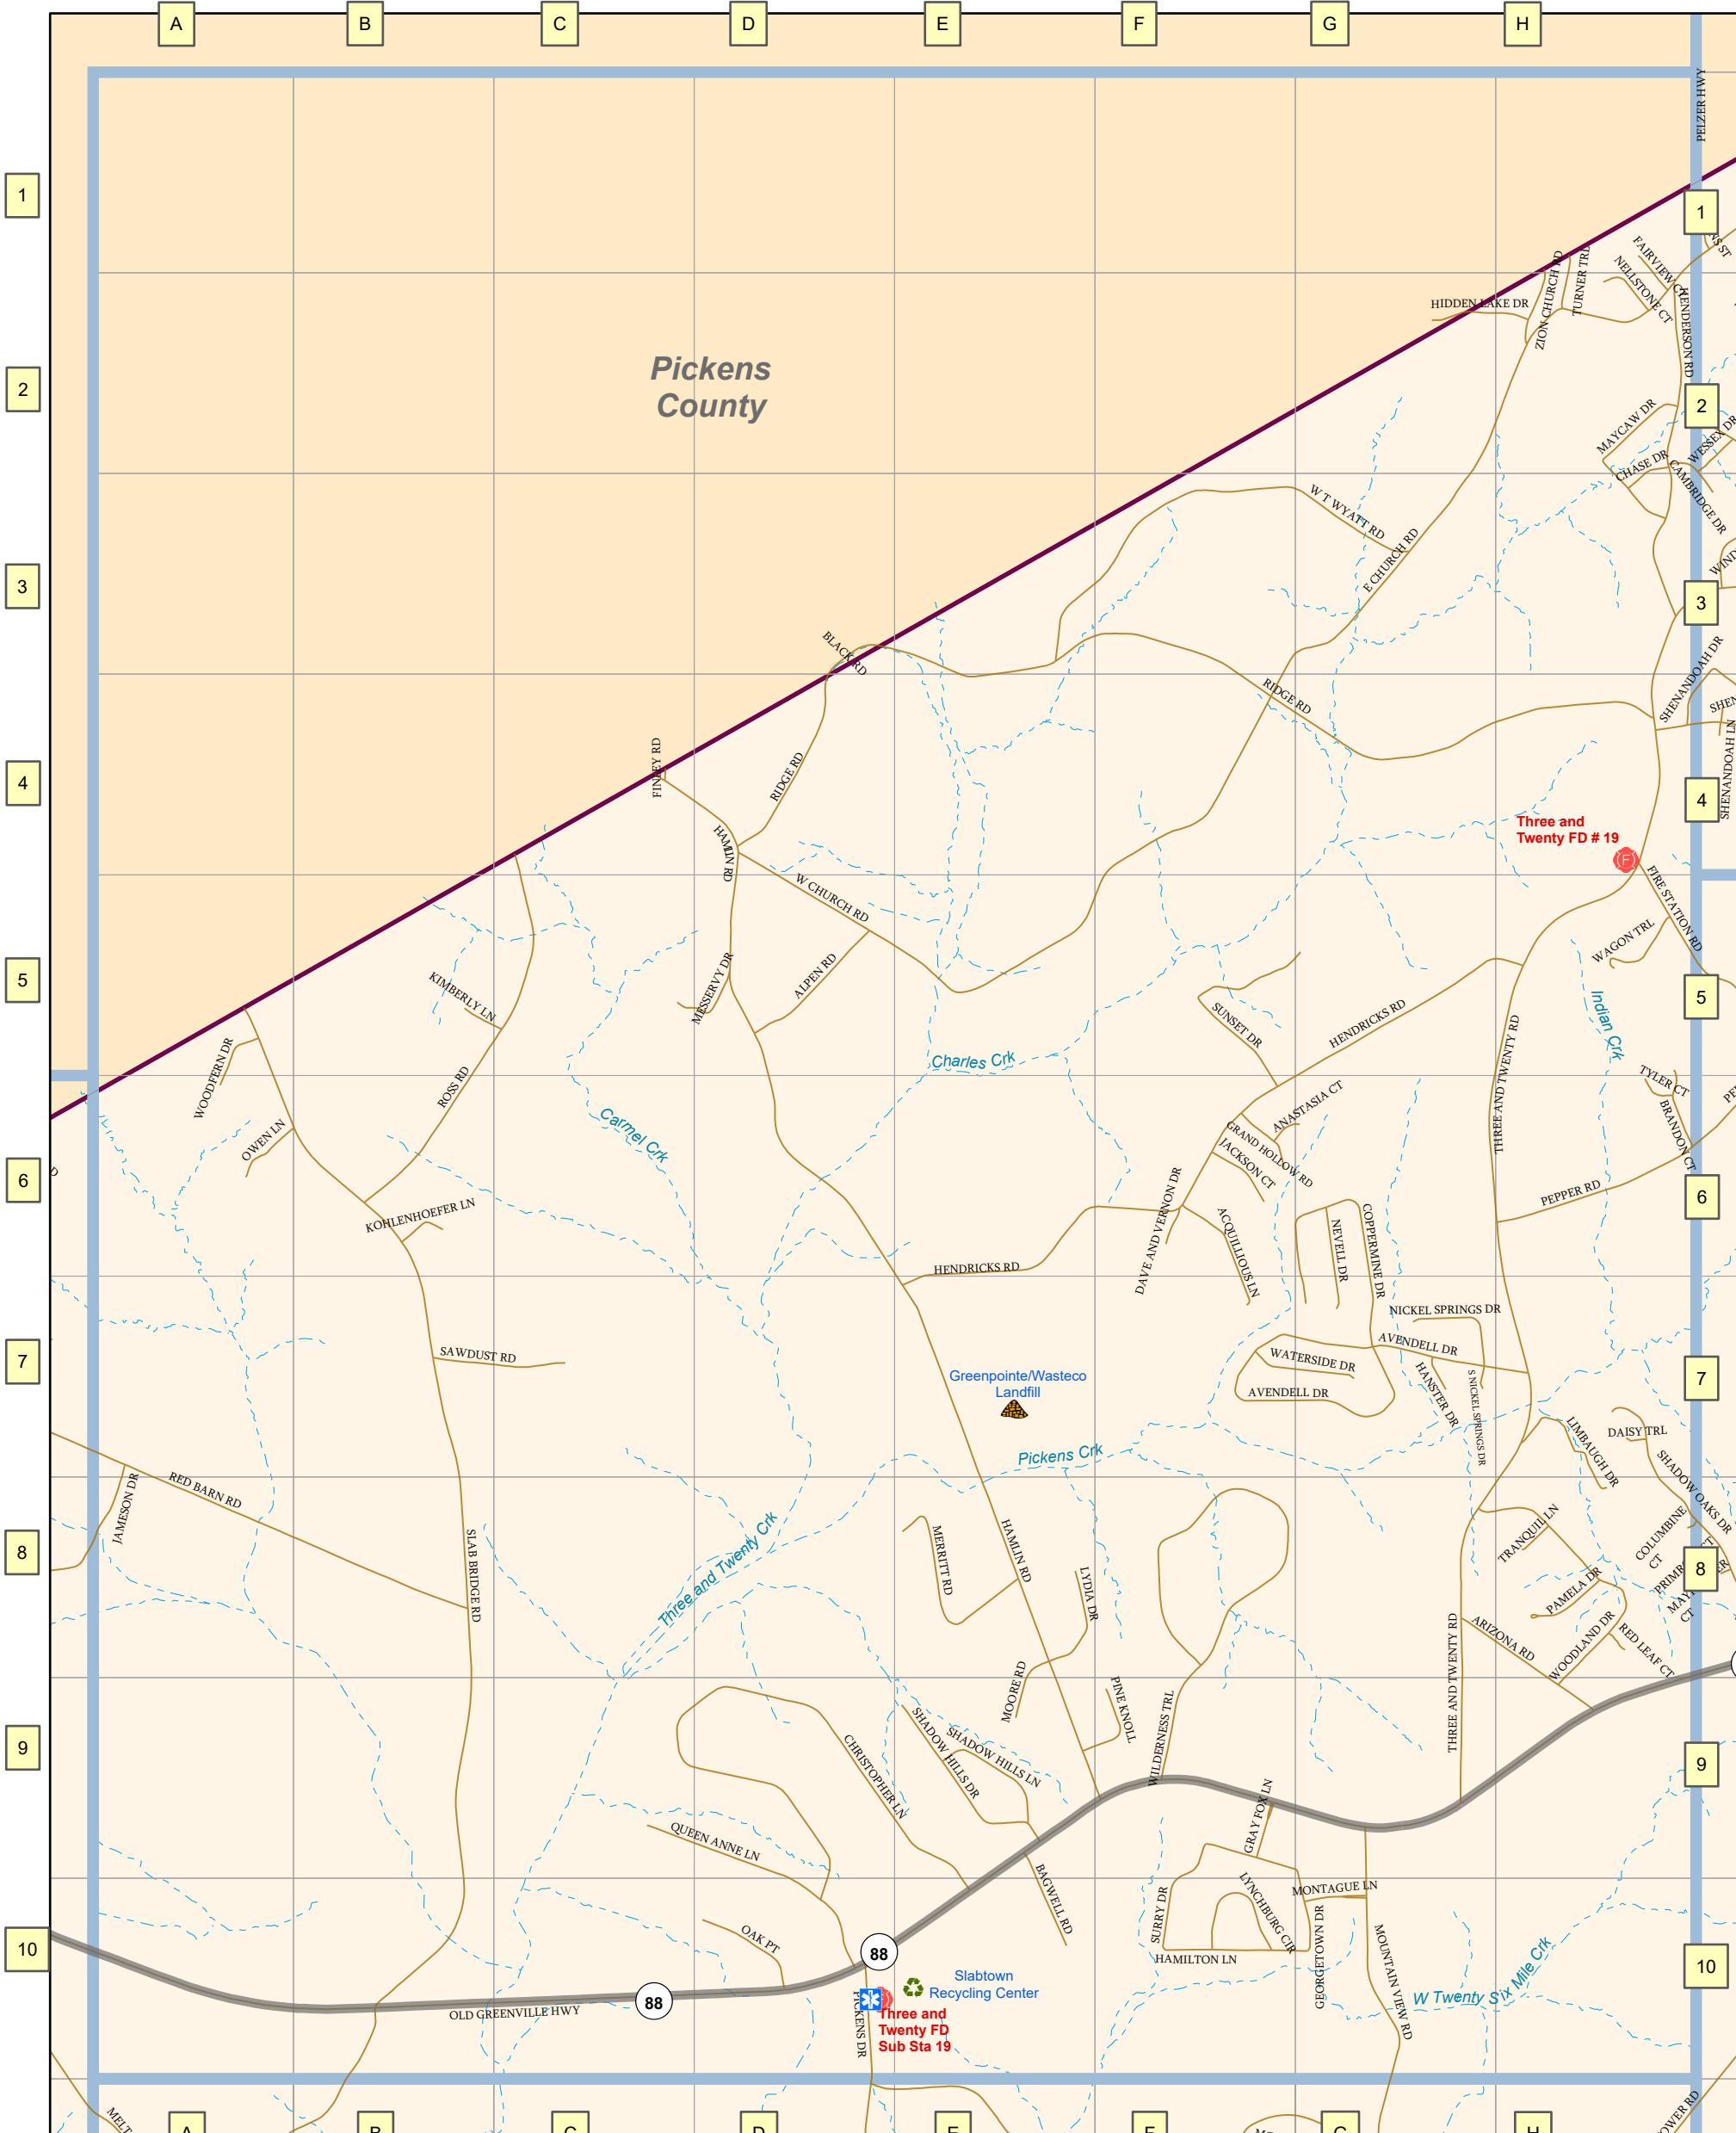 A B C D E F G H
PELZER HWY
1
1
FAIRVIEW CT
NELLSTONE CT
TURNER TRL
ZION CHURCH RD
HIDDEN LAKE DR
HENDERSON RD
Pickens
County
2
2
MAYCAW DR
WESSEX DR
CHASE DR
CAMBRIDGE DR
W T WYATT RD
E CHURCH RD
3
3
BLACK RD
SHENANDOAH DR
RIDGE RD
FINLEY RD
RIDGE RD
SHENANDOAH LN
4
4
Three and
Twenty FD # 19
F
HAMLIN RD
W CHURCH RD
FIRE STATION RD
WAGON TRL
ALPEN RD
MESSERVY DR
KIMBERLY LN
5
5
Indian Crk
SUNSET DR
HENDRICKS RD
THREE AND TWENTY RD
WOODFERN DR
Charles Crk
ROSS RD
TYLER CT
BRANDON CT
ANASTASIA CT
GRAND HOLLOW RD
JACKSON CT
Carmel Crk
OWEN LN
6
6
PEPPER RD
DAVE AND VERNON DR
KOHLENHOEFER LN
ACQUILLIOUS LN
NEVELL DR
COPPERMINE DR
HENDRICKS RD
NICKEL SPRINGS DR
7
7
SAWDUST RD
AVENDELL DR
WATERSIDE DR
AVENDELL DR
HANSTER DR
S NICKEL SPRINGS DR
Greenpointe/Wasteco
Landfill
LIMBAUGH DR
DAISY TRL
Pickens Crk
SHADOW OAKS DR
RED BARN RD
JAMESON DR
8
8
SLAB BRIDGE RD
Three and Twenty Crk
MERRITT RD
HAMLIN RD
LYDIA DR
TRANQUIL LN
COLUMBINE
CT
PAMELA DR
ARIZONA RD
WOODLAND DR
RED LEAF CT
THREE AND TWENTY RD
MOORE RD
PINE KNOLL
WILDERNESS TRL
9
9
CHRISTOPHER LN
SHADOW HILLS DR
SHADOW HILLS LN
QUEEN ANNE LN
GRAY FOX LN
BAGWELL RD
SURRY DR
LYNCHBURG CIR
MONTAGUE LN
GEORGETOWN DR
MOUNTAIN VIEW RD
HAMILTON LN
OAK PT
10
10
88
88
W Twenty Six Mile Crk
Slabtown
Recycling Center
OLD GREENVILLE HWY
PICKENS DR
Three and
Twenty FD
Sub Sta 19
A B C D E F G H